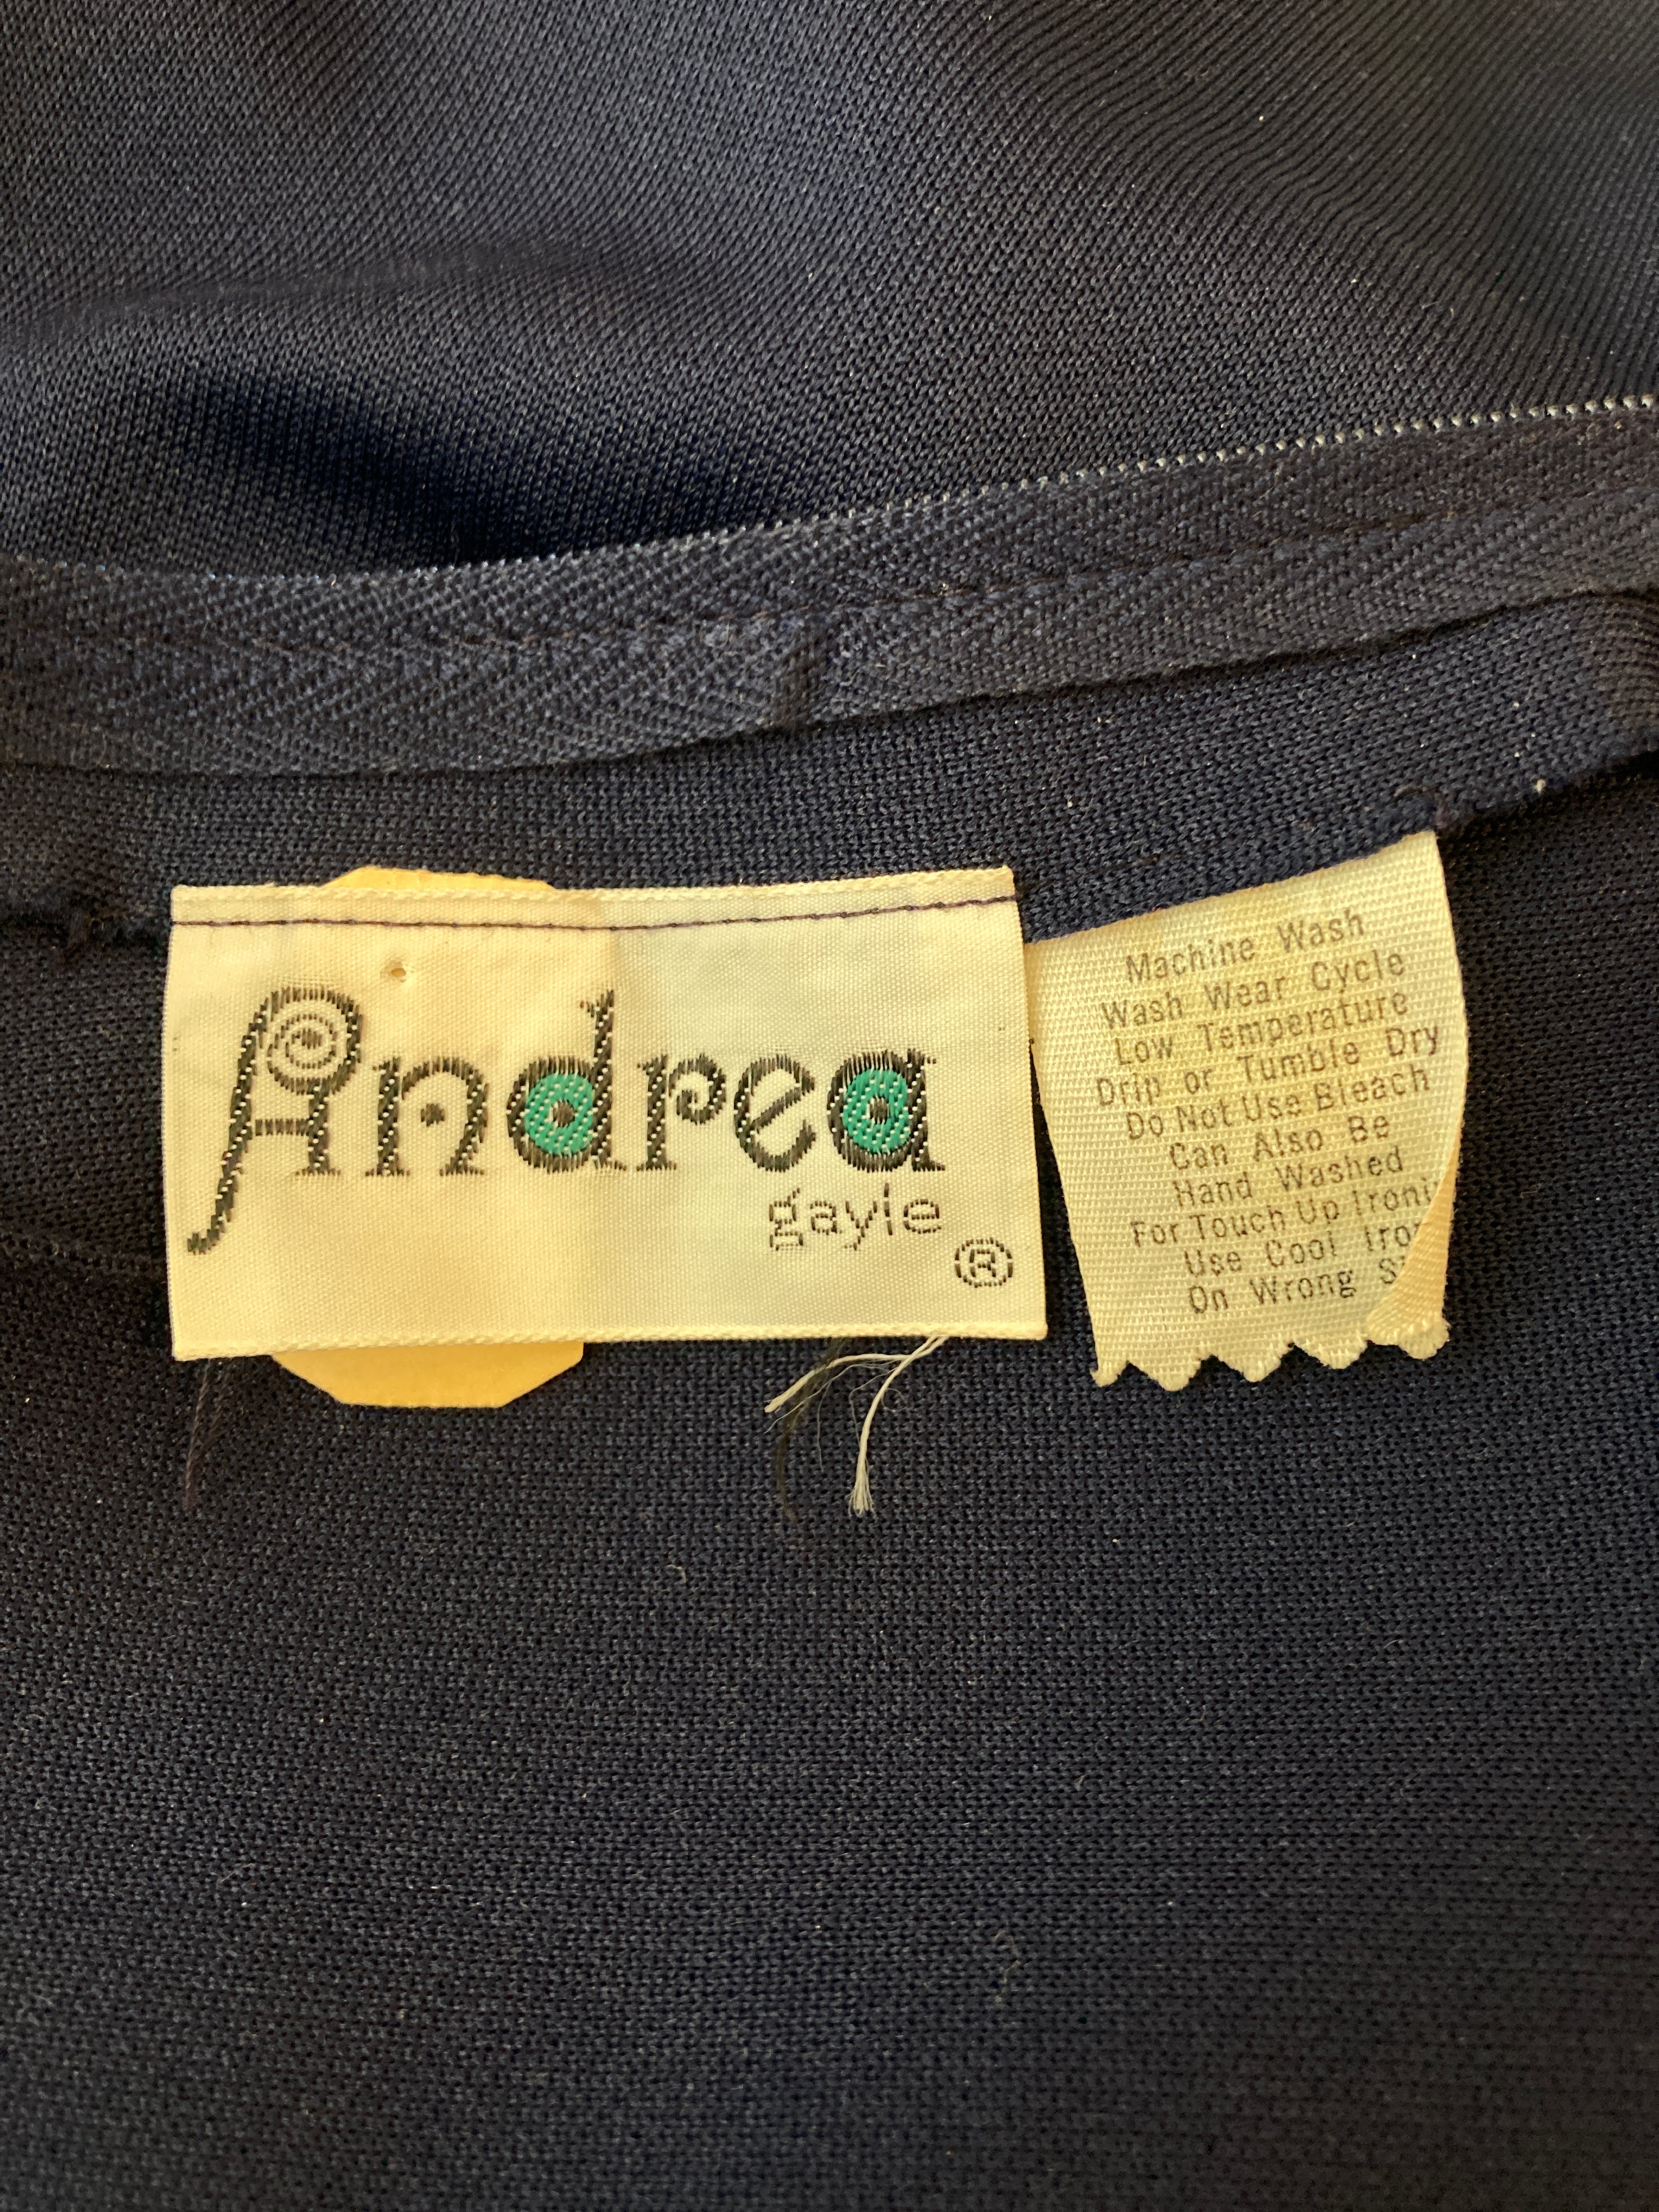 Andrea
gayle
®
Machine Wash
Wash Wear Cycle
Low Temperature
Drip or Tumble Dry
Do Not Use Bleach
Can Also Be
Hand Washed
For Touch Up
Use Cool
On Wrong